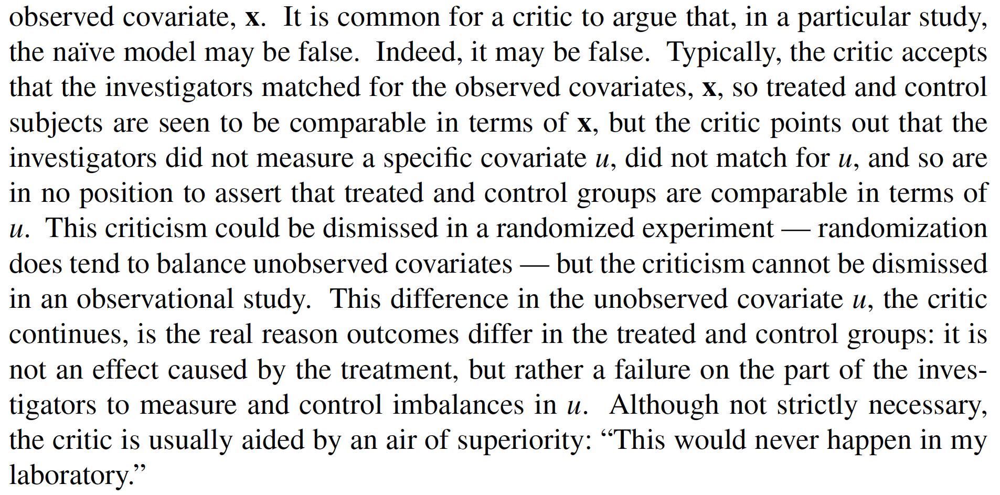 observed covariate, x. It is common for a critic to argue that, in a particular study,
the naïve model may be false. Indeed, it may be false. Typically, the critic accepts
that the investigators matched for the observed covariates, x, so treated and control
subjects are seen to be comparable in terms of x, but the critic points out that the
investigators did not measure a specific covariate u, did not match for u, and so are
in no position to assert that treated and control groups are comparable in terms of
u. This criticism could be dismissed in a randomized experiment — randomization
does tend to balance unobserved covariates — but the criticism cannot be dismissed
in an observational study. This difference in the unobserved covariate u, the critic
continues, is the real reason outcomes differ in the treated and control groups: it is
not an effect caused by the treatment, but rather a failure on the part of the inves-
tigators to measure and control imbalances in u. Although not strictly necessary,
the critic is usually aided by an air of superiority: “This would never happen in my
laboratory.”